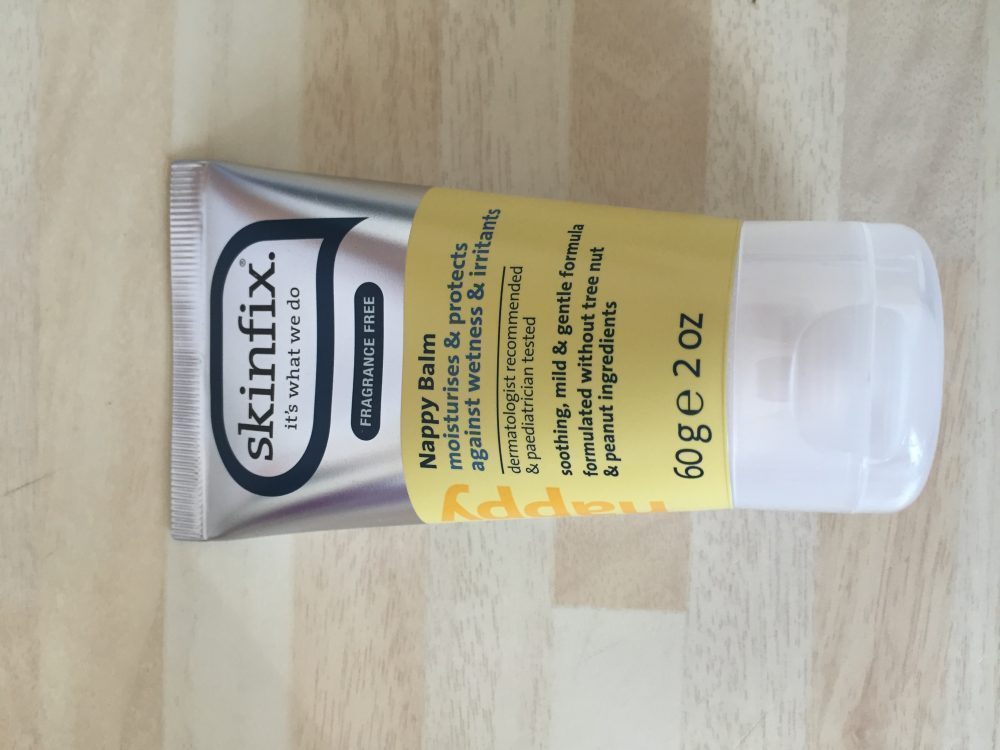 skinfix.®
it's what we do
FRAGRANCE FREE
Nappy Balm
moisturises & protects
against wetness & irritants
dermatologist recommended
& paediatrician tested
soothing, mild & gentle formula
formulated without tree nut
& peanut ingredients
60g e 2 oz
nappy